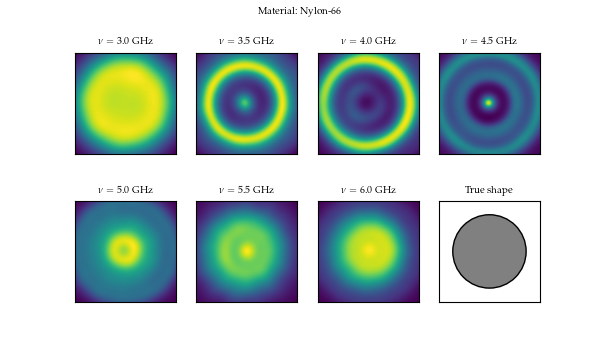 Material: Nylon-66
ν = 3.0 GHz
ν = 3.5 GHz
ν = 4.0 GHz
ν = 4.5 GHz
ν = 5.0 GHz
ν = 5.5 GHz
ν = 6.0 GHz
True shape